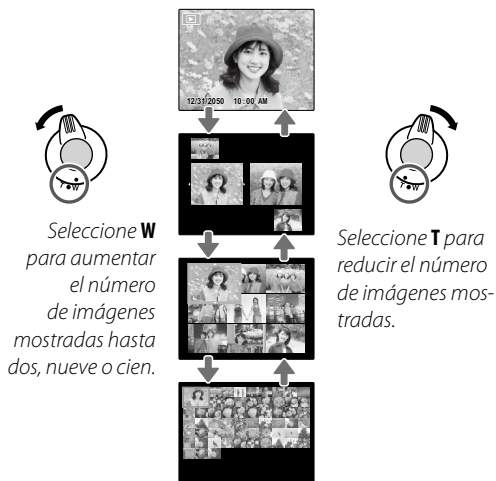 12/31/2050 10:00 AM
T W
Seleccione W
para aumentar
el número
de imágenes
mostradas hasta
dos, nueve o cien.
T W
Seleccione T para
reducir el número
de imágenes mos-
tradas.